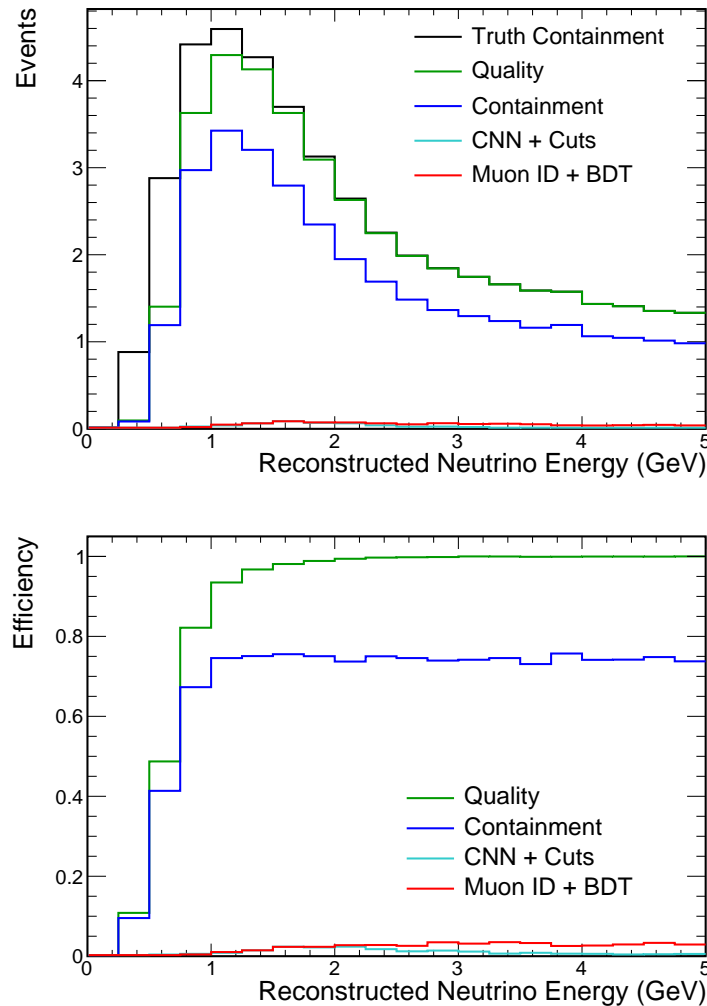 Events
4
3
2
1
0
Truth Containment
Quality
Containment
CNN + Cuts
Muon ID + BDT
0 1 2 3 4 5
Reconstructed Neutrino Energy (GeV)
Efficiency
1
0.8
0.6
0.4
0.2
0
Quality
Containment
CNN + Cuts
Muon ID + BDT
0 1 2 3 4 5
Reconstructed Neutrino Energy (GeV)